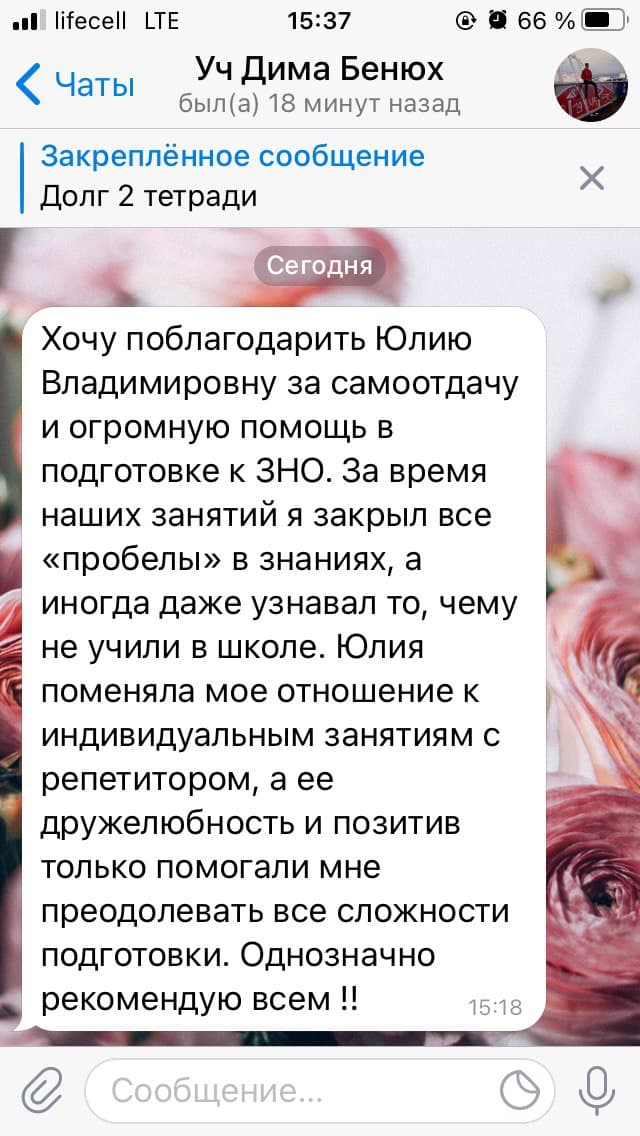 lifecell LTE 15:37 66 %
Чаты
Уч Дима Бенюх
был(а) 18 минут назад
Закреплённое сообщение
Долг 2 тетради
Сегодня
Хочу поблагодарить Юлию
Владимировну за самоотдачу
и огромную помощь в
подготовке к ЗНО. За время
наших занятий я закрыл все
«пробелы» в знаниях, а
иногда даже узнавал то, чему
не учили в школе. Юлия
поменяла мое отношение к
индивидуальным занятиям с
репетитором, а ее
дружелюбность и позитив
только помогали мне
преодолевать все сложности
подготовки. Однозначно
рекомендую всем !!
15:18
Сообщение...